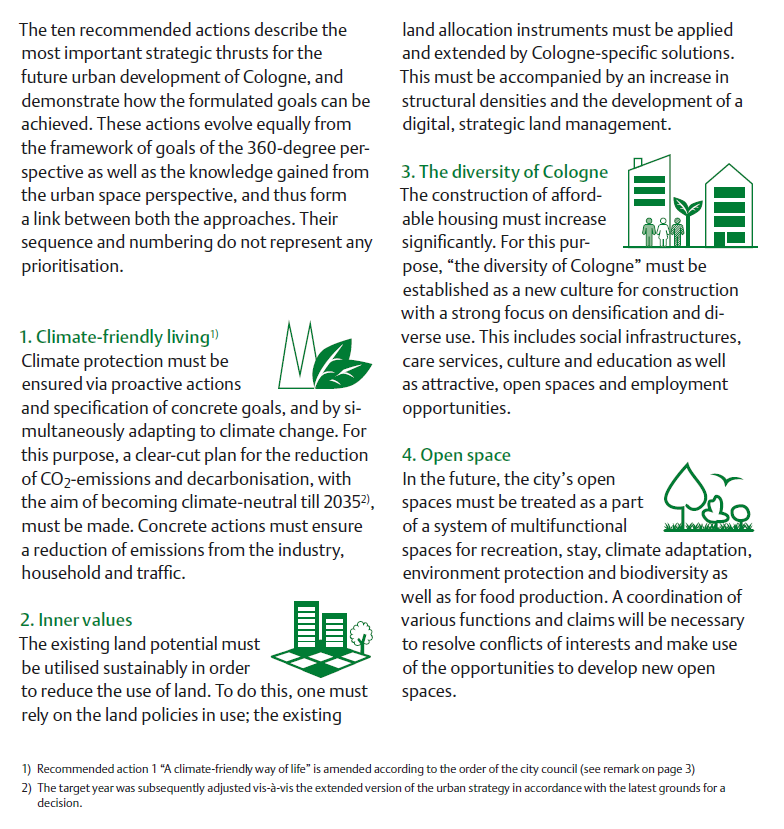 The ten recommended actions describe the
most important strategic thrusts for the
future urban development of Cologne, and
demonstrate how the formulated goals can be
achieved. These actions evolve equally from
the framework of goals of the 360-degree per-
spective as well as the knowledge gained from
the urban space perspective, and thus form
a link between both the approaches. Their
sequence and numbering do not represent any
prioritisation.
1. Climate-friendly living1)
Climate protection must be
ensured via proactive actions
and specification of concrete goals, and by si-
multaneously adapting to climate change. For
this purpose, a clear-cut plan for the reduction
of CO2-emissions and decarbonisation, with
the aim of becoming climate-neutral till 20352),
must be made. Concrete actions must ensure
a reduction of emissions from the industry,
household and traffic.
2. Inner values
The existing land potential must
be utilised sustainably in order
to reduce the use of land. To do this, one must
rely on the land policies in use; the existing
land allocation instruments must be applied
and extended by Cologne-specific solutions.
This must be accompanied by an increase in
structural densities and the development of a
digital, strategic land management.
3. The diversity of Cologne
The construction of afford-
able housing must increase
significantly. For this pur-
pose, “the diversity of Cologne” must be
established as a new culture for construction
with a strong focus on densification and di-
verse use. This includes social infrastructures,
care services, culture and education as well
as attractive, open spaces and employment
opportunities.
4. Open space
In the future, the city’s open
spaces must be treated as a part
of a system of multifunctional
spaces for recreation, stay, climate adaptation,
environment protection and biodiversity as
well as for food production. A coordination of
various functions and claims will be necessary
to resolve conflicts of interests and make use
of the opportunities to develop new open
spaces.
1) Recommended action 1 “A climate-friendly way of life” is amended according to the order of the city council (see remark on page 3)
2) The target year was subsequently adjusted vis-à-vis the extended version of the urban strategy in accordance with the latest grounds for a
decision.